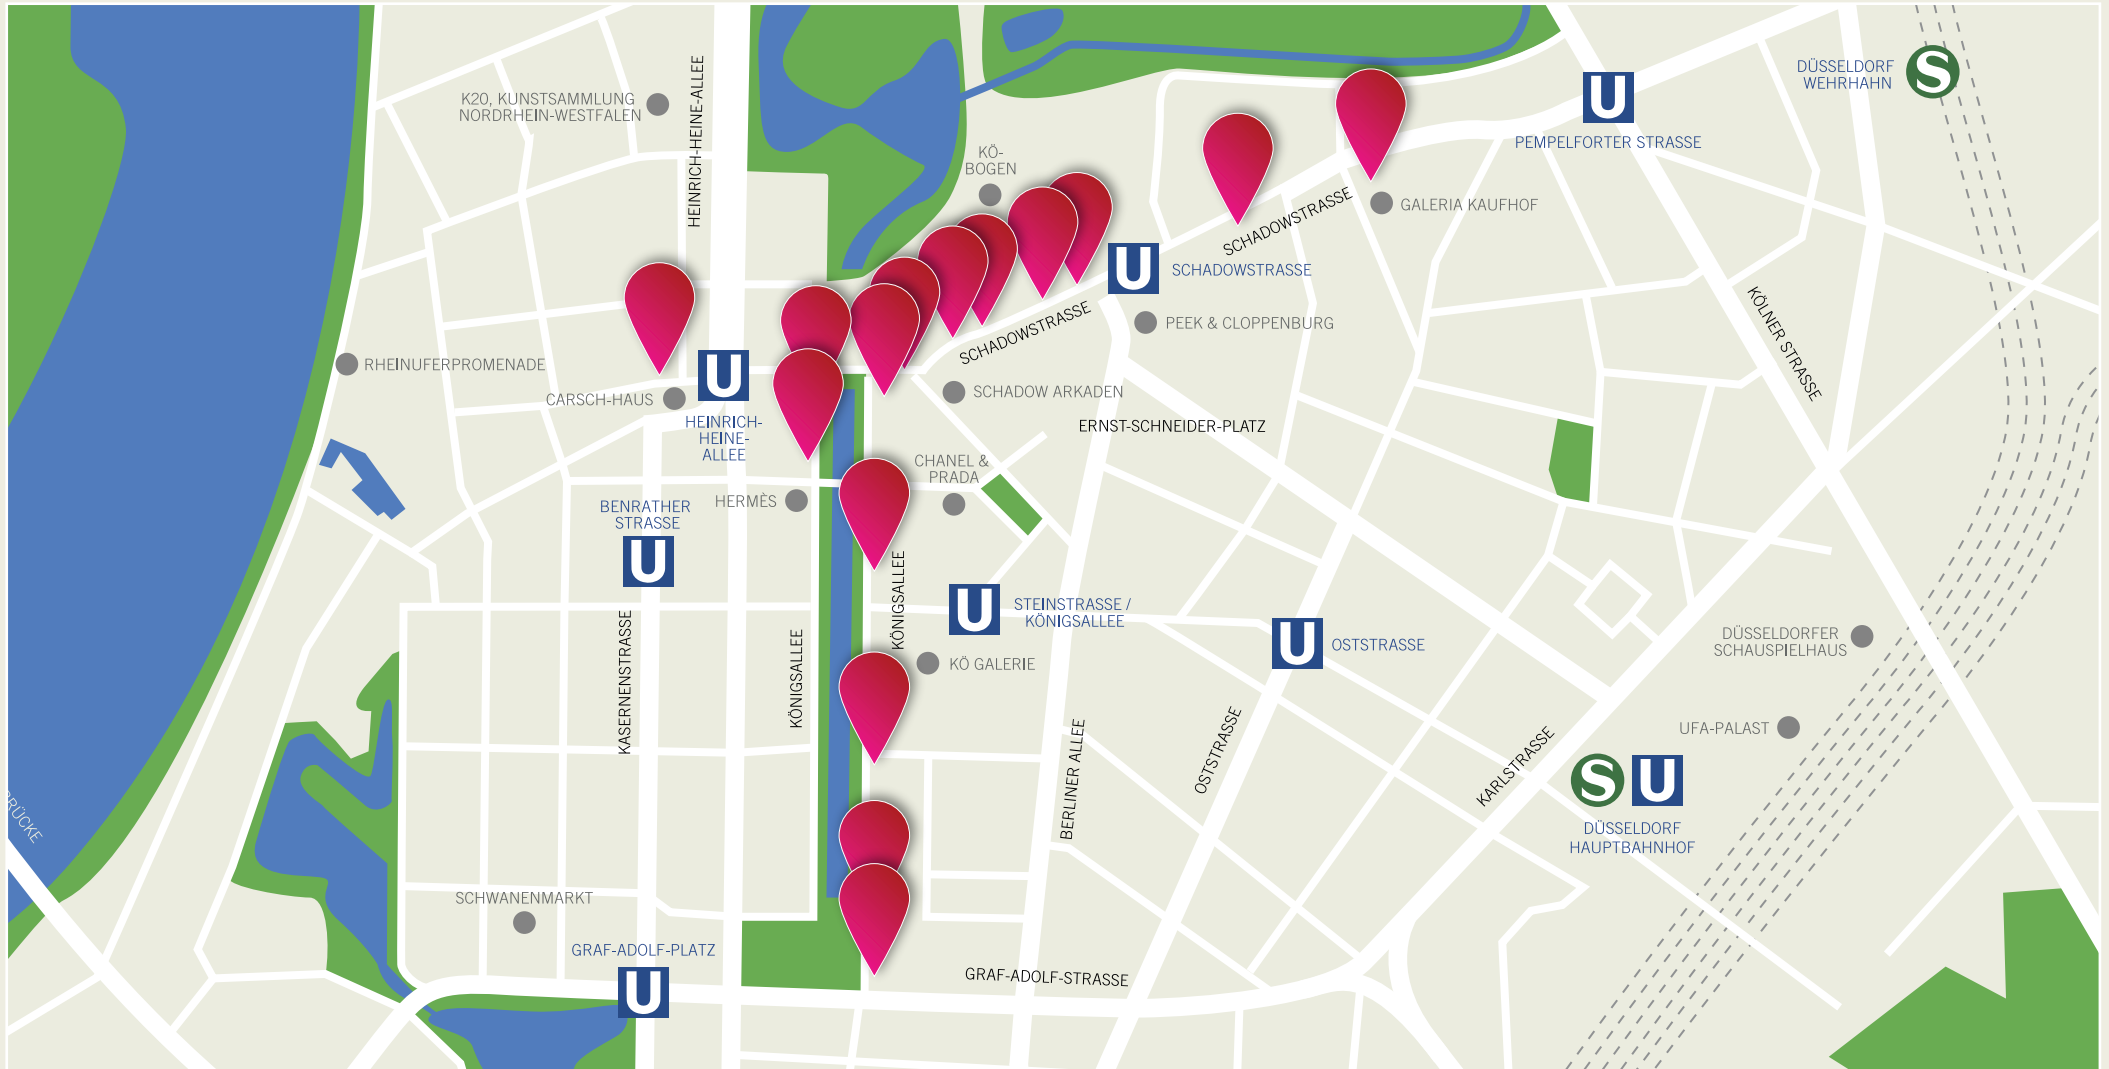 DÜSSELDORF
WEHRHAHN
S
K20, KUNSTSAMMLUNG
NORDRHEIN-WESTFALEN
HEINRICH-HEINE-ALLEE
U
PEMPELFORTER STRASSE
KÖ-
BOGEN
GALERIA KAUFHOF
SCHADOWSTRASSE
U
SCHADOWSTRASSE
PEEK & CLOPPENBURG
SCHADOWSTRASSE
KÖLNER STRASSE
RHEINUFERPROMENADE
CARSCH-HAUS
U
HEINRICH-
HEINE-
ALLEE
SCHADOW ARKADEN
ERNST-SCHNEIDER-PLATZ
CHANEL &
PRADA
HERMÈS
BENRATHER
STRASSE
U
KÖNIGSALLEE
U
STEINSTRASSE /
KÖNIGSALLEE
U
OSTSTRASSE
KASERNENSTRASSE
KÖNIGSALLEE
KÖ GALERIE
DÜSSELDORFER
SCHAUSPIELHAUS
UFA-PALAST
OSTSTRASSE
BERLINER ALLEE
KARLSTRASSE
S U
DÜSSELDORF
HAUPTBAHNHOF
BRÜCKE
SCHWANENMARKT
GRAF-ADOLF-PLATZ
U
GRAF-ADOLF-STRASSE